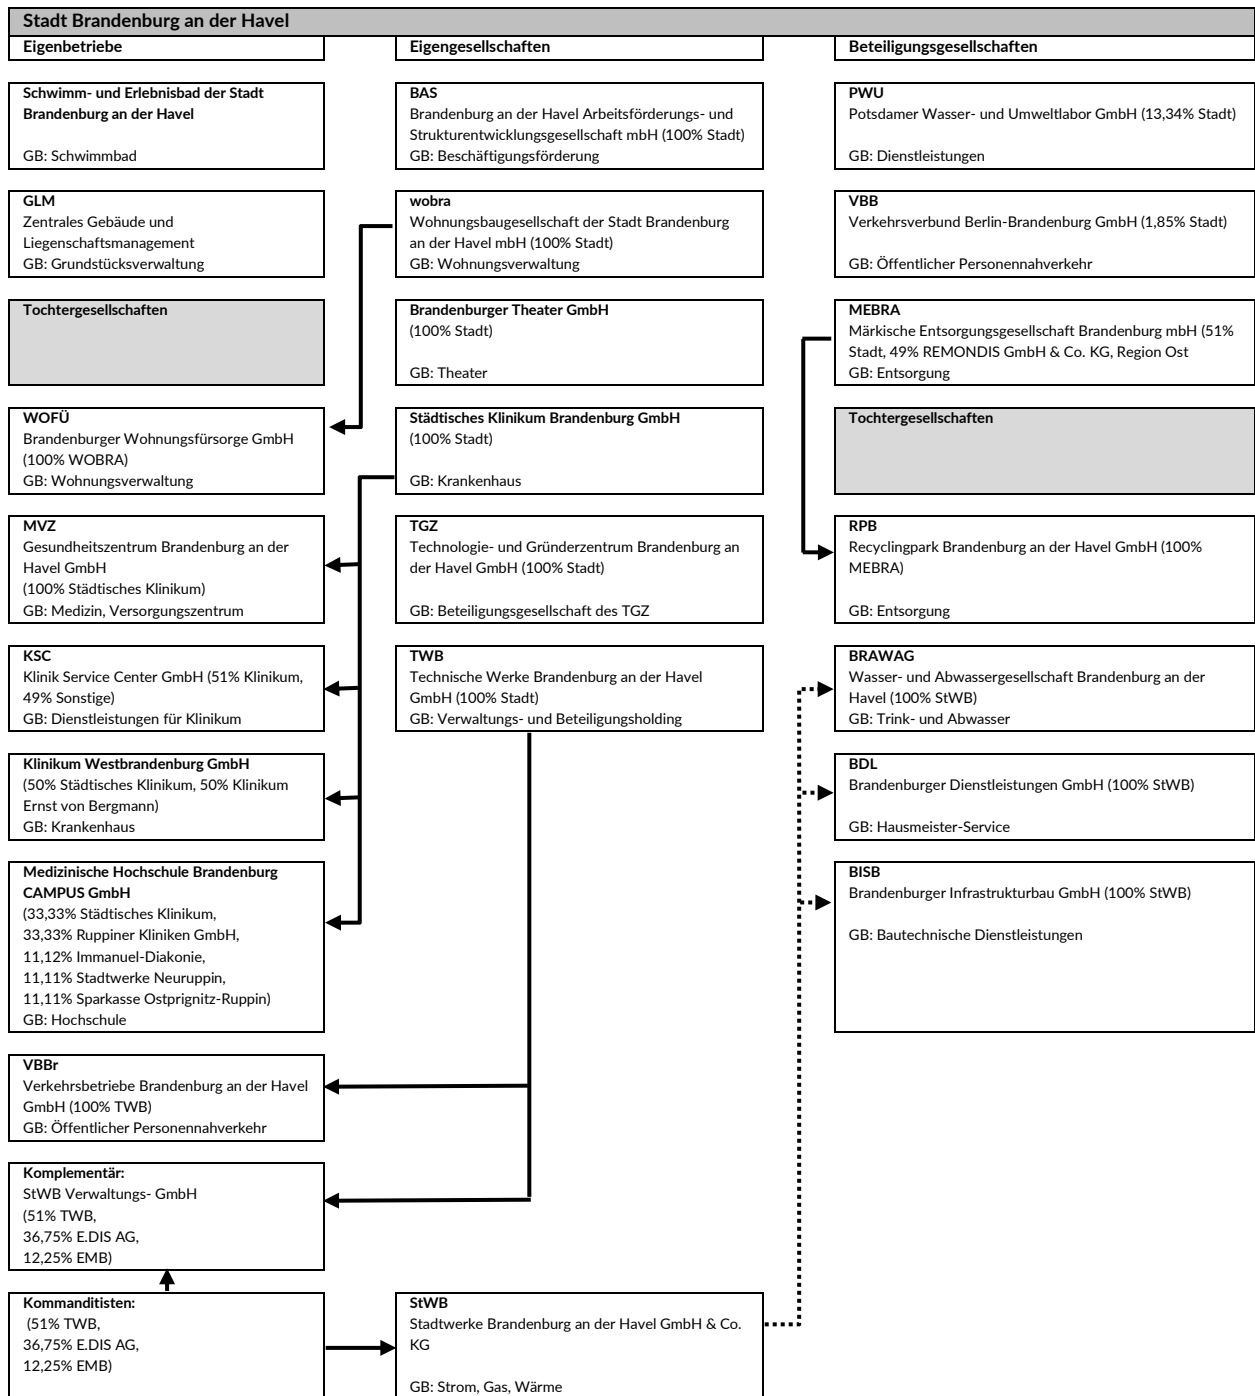 Stadt Brandenburg an der Havel
Eigenbetriebe
Eigengesellschaften
Beteiligungsgesellschaften
Schwimm- und Erlebnisbad der Stadt
Brandenburg an der Havel
GB: Schwimmbad
BAS
Brandenburg an der Havel Arbeitsförderungs- und
Strukturentwicklungsgesellschaft mbH (100% Stadt)
GB: Beschäftigungsförderung
PWU
Potsdamer Wasser- und Umweltlabor GmbH (13,34% Stadt)
GB: Dienstleistungen
GLM
Zentrales Gebäude und
Liegenschaftsmanagement
GB: Grundstücksverwaltung
wobra
Wohnungsbaugesellschaft der Stadt Brandenburg
an der Havel mbH (100% Stadt)
GB: Wohnungsverwaltung
VBB
Verkehrsverbund Berlin-Brandenburg GmbH (1,85% Stadt)
GB: Öffentlicher Personennahverkehr
Tochtergesellschaften
Brandenburger Theater GmbH
(100% Stadt)
GB: Theater
MEBRA
Märkische Entsorgungsgesellschaft Brandenburg mbH (51%
Stadt, 49% REMONDIS GmbH & Co. KG, Region Ost
GB: Entsorgung
WOFÜ
Brandenburger Wohnungsfürsorge GmbH
(100% WOBRA)
GB: Wohnungsverwaltung
Städtisches Klinikum Brandenburg GmbH
(100% Stadt)
GB: Krankenhaus
Tochtergesellschaften
MVZ
Gesundheitszentrum Brandenburg an der
Havel GmbH
(100% Städtisches Klinikum)
GB: Medizin, Versorgungszentrum
TGZ
Technologie- und Gründerzentrum Brandenburg an
der Havel GmbH (100% Stadt)
GB: Beteiligungsgesellschaft des TGZ
RPB
Recyclingpark Brandenburg an der Havel GmbH (100%
MEBRA)
GB: Entsorgung
KSC
Klinik Service Center GmbH (51% Klinikum,
49% Sonstige)
GB: Dienstleistungen für Klinikum
TWB
Technische Werke Brandenburg an der Havel
GmbH (100% Stadt)
GB: Verwaltungs- und Beteiligungsholding
BRAWAG
Wasser- und Abwassergesellschaft Brandenburg an der
Havel (100% StWB)
GB: Trink- und Abwasser
Klinikum Westbrandenburg GmbH
(50% Städtisches Klinikum, 50% Klinikum
Ernst von Bergmann)
GB: Krankenhaus
BDL
Brandenburger Dienstleistungen GmbH (100% StWB)
GB: Hausmeister-Service
Medizinische Hochschule Brandenburg
CAMPUS GmbH
(33,33% Städtisches Klinikum,
33,33% Ruppiner Kliniken GmbH,
11,12% Immanuel-Diakonie,
11,11% Stadtwerke Neuruppin,
11,11% Sparkasse Ostprignitz-Ruppin)
GB: Hochschule
BISB
Brandenburger Infrastrukturbau GmbH (100% StWB)
GB: Bautechnische Dienstleistungen
VBBr
Verkehrsbetriebe Brandenburg an der Havel
GmbH (100% TWB)
GB: Öffentlicher Personennahverkehr
Komplementär:
StWB Verwaltungs- GmbH
(51% TWB,
36,75% E.DIS AG,
12,25% EMB)
Kommanditisten:
(51% TWB,
36,75% E.DIS AG,
12,25% EMB)
StWB
Stadtwerke Brandenburg an der Havel GmbH & Co.
KG
GB: Strom, Gas, Wärme